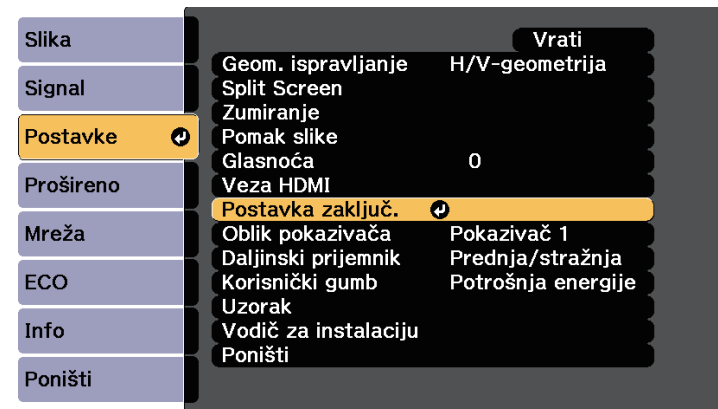 Slika
Signal
Postavke
Prošireno
Mreža
ECO
Info
Poništi
Vrati
Geom. ispravljanje H/V-geometrija
Split Screen
Zumiranje
Pomak slike
Glasnoća 0
Veza HDMI
Postavka zaključ.
Oblik pokazivača Pokazivač 1
Daljinski prijemnik Prednja/stražnja
Korisnički gumb Potrošnja energije
Uzorak
Vodič za instalaciju
Poništi